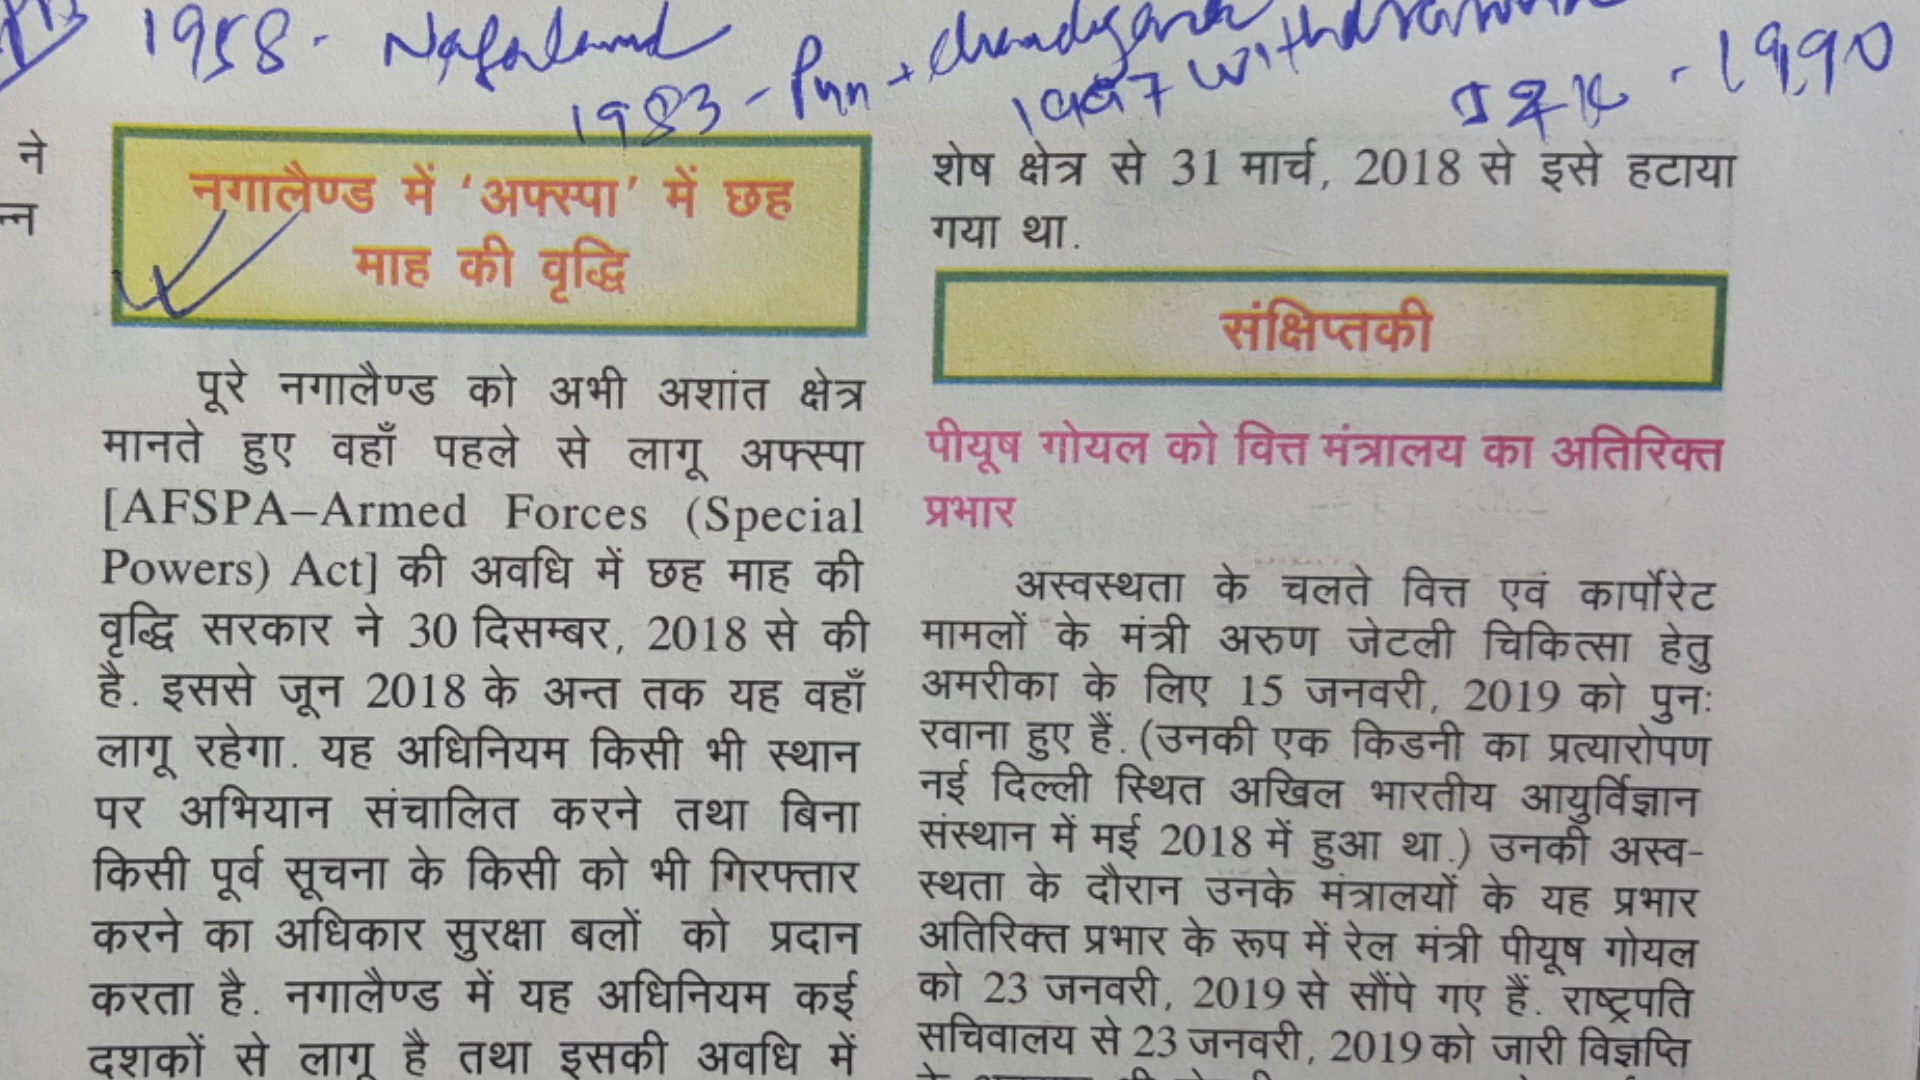 1958 - Nagaland
1983 - Pun + Chandigarh
1997 withdrawn
J&K - 1990
ने
न्न
नगालैण्ड में ‘अफ्स्पा’ में छह
माह की वृद्धि
पूरे नगालैण्ड को अभी अशांत क्षेत्र
मानते हुए वहाँ पहले से लागू अफ्स्पा
[AFSPA–Armed Forces (Special
Powers) Act] की अवधि में छह माह की
वृद्धि सरकार ने 30 दिसम्बर, 2018 से की
है. इससे जून 2018 के अन्त तक यह वहाँ
लागू रहेगा. यह अधिनियम किसी भी स्थान
पर अभियान संचालित करने तथा बिना
किसी पूर्व सूचना के किसी को भी गिरफ्तार
करने का अधिकार सुरक्षा बलों को प्रदान
करता है. नगालैण्ड में यह अधिनियम कई
दशकों से लागू है तथा इसकी अवधि में
शेष क्षेत्र से 31 मार्च, 2018 से इसे हटाया
गया था.
संक्षिप्तकी
पीयूष गोयल को वित्त मंत्रालय का अतिरिक्त
प्रभार
अस्वस्थता के चलते वित्त एवं कार्पोरेट
मामलों के मंत्री अरुण जेटली चिकित्सा हेतु
अमरीका के लिए 15 जनवरी, 2019 को पुनः
रवाना हुए हैं. (उनकी एक किडनी का प्रत्यारोपण
नई दिल्ली स्थित अखिल भारतीय आयुर्विज्ञान
संस्थान में मई 2018 में हुआ था.) उनकी अस्व-
स्थता के दौरान उनके मंत्रालयों के यह प्रभार
अतिरिक्त प्रभार के रूप में रेल मंत्री पीयूष गोयल
को 23 जनवरी, 2019 से सौंपे गए हैं. राष्ट्रपति
सचिवालय से 23 जनवरी, 2019 को जारी विज्ञप्ति